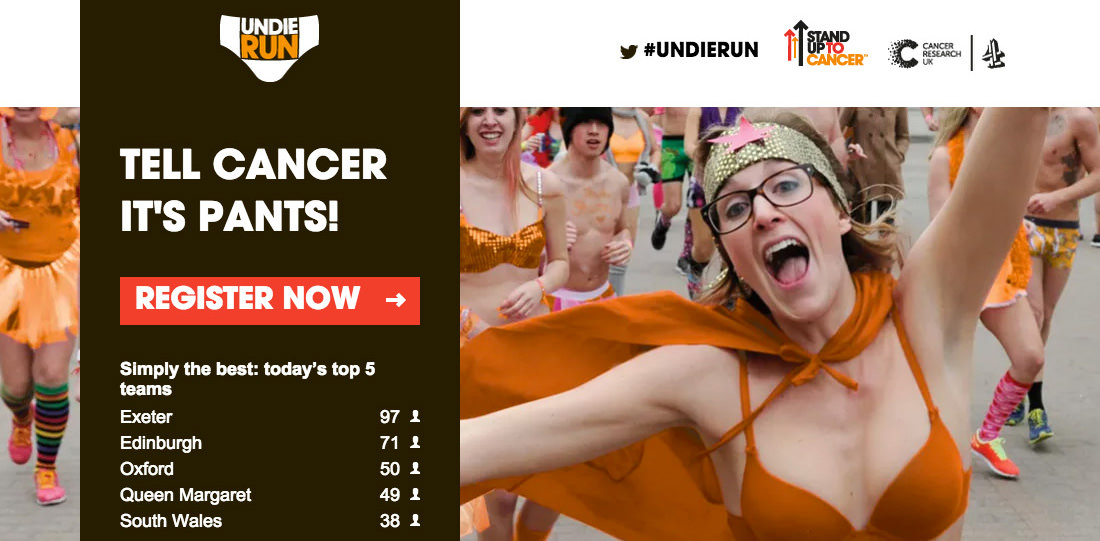 UNDIE
RUN
#UNDIERUN
STAND
UP TO
CANCER
CANCER
RESEARCH
UK
TELL CANCER
IT'S PANTS!
REGISTER NOW →
Simply the best: today’s top 5
teams
Exeter 97
Edinburgh 71
Oxford 50
Queen Margaret 49
South Wales 38